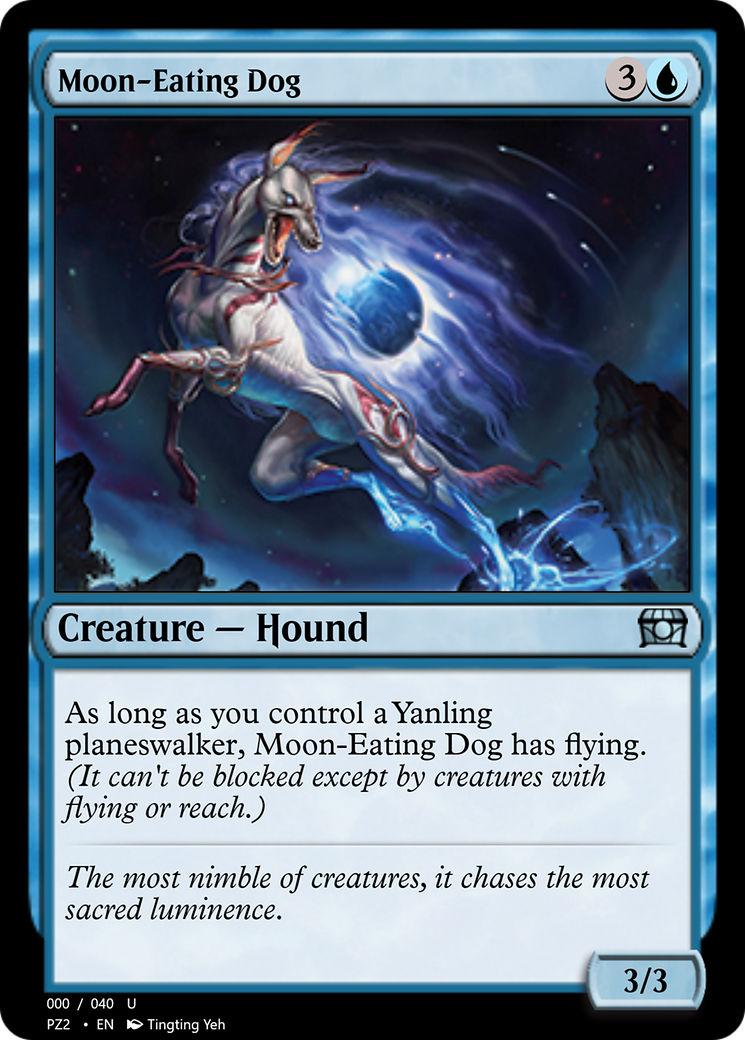 Moon-Eating Dog
3
Creature — Hound
As long as you control a Yanling
planeswalker, Moon-Eating Dog has flying.
(It can't be blocked except by creatures with
flying or reach.)
The most nimble of creatures, it chases the most
sacred luminence.
3/3
000 / 040 U
PZ2 • EN Tingting Yeh